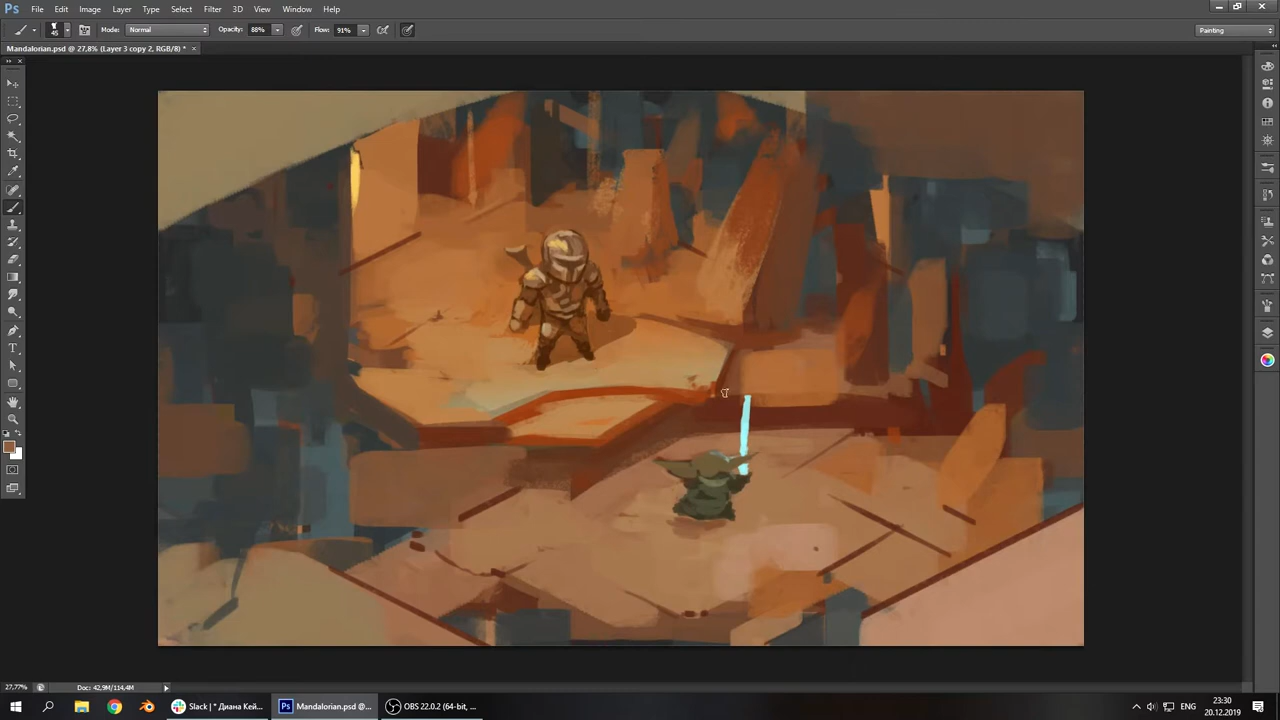 Ps File Edit Image Layer Type Select Filter 3D View Window Help
45 Mode: Normal Opacity: 88% Flow: 91% Painting
Mandalorian.psd @ 27,8% (Layer 3 copy 2, RGB/8) * ×
27,77% Doc: 42,9M/114,4M
Slack | * Диана Кей... Ps Mandalorian.psd @... OBS 22.0.2 (64-bit, ... ENG 23:30
20.12.2019